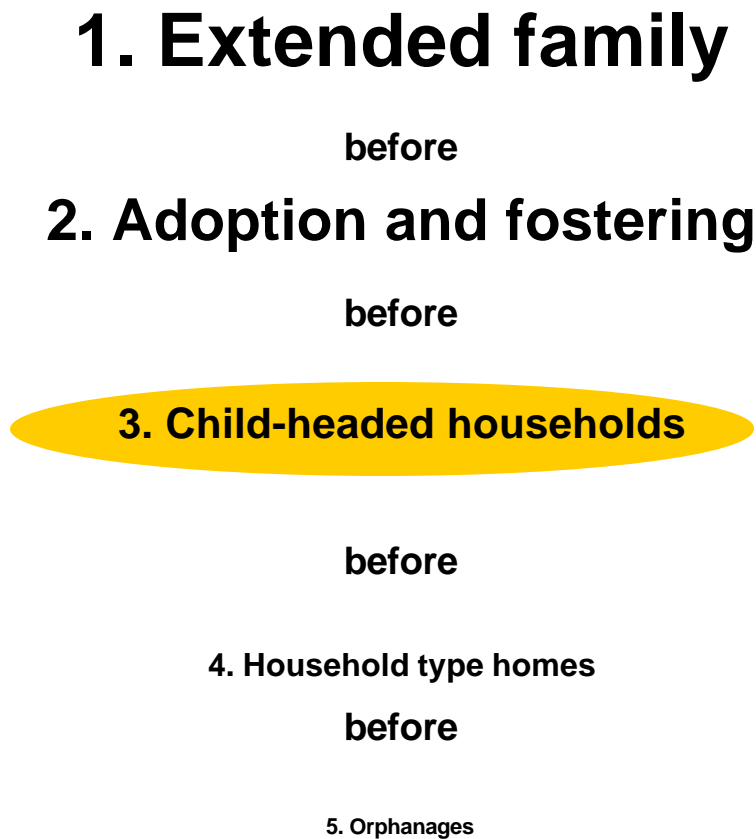 1. Extended family
before
2. Adoption and fostering
before
3. Child-headed households
before
4. Household type homes
before
5. Orphanages